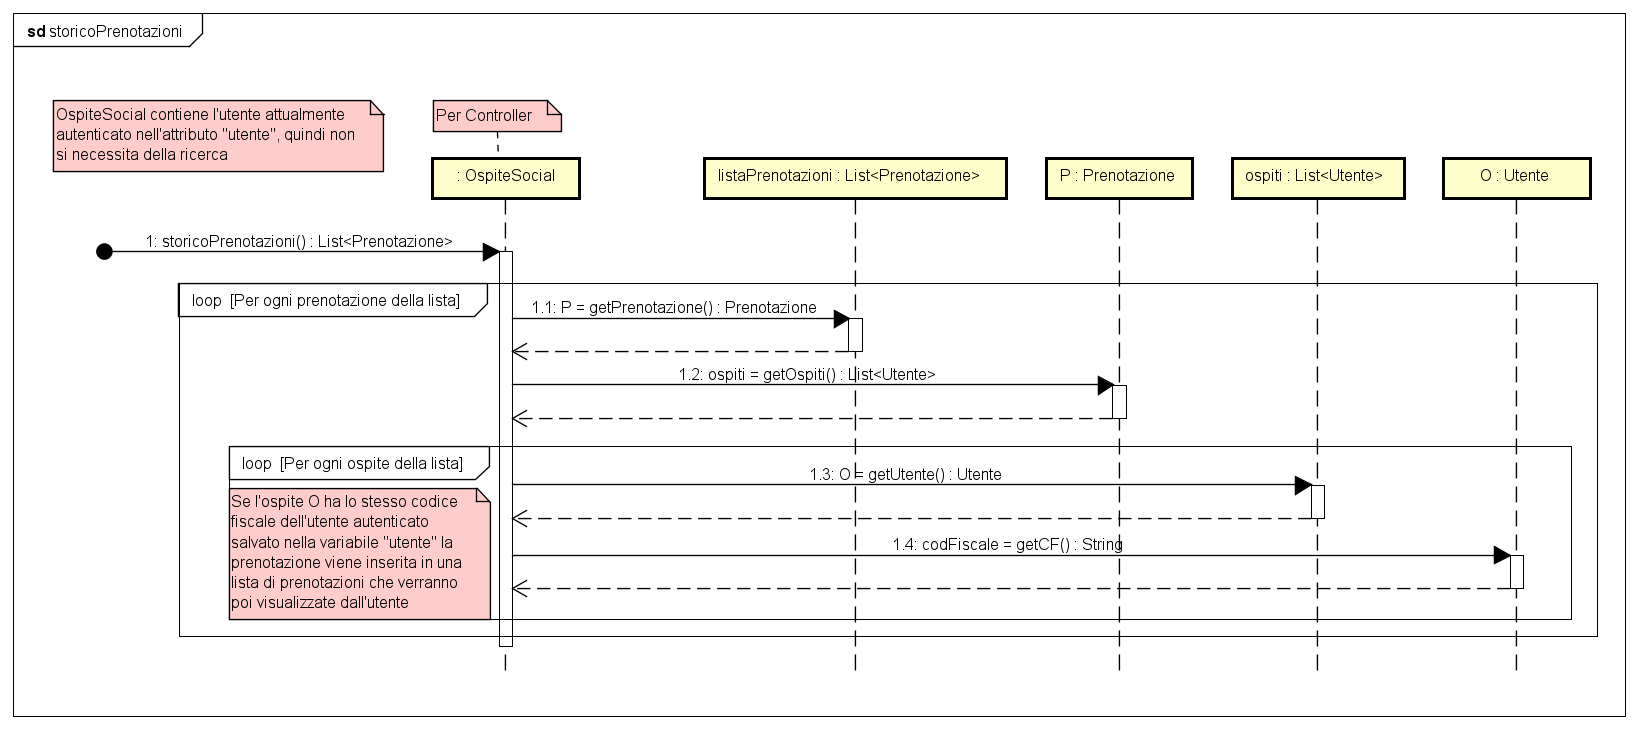 sd storicoPrenotazioni
OspiteSocial contiene l'utente attualmente
autenticato nell'attributo "utente", quindi non
si necessita della ricerca
Per Controller
: OspiteSocial
listaPrenotazioni : List<Prenotazione>
P : Prenotazione
ospiti : List<Utente>
O : Utente
1: storicoPrenotazioni() : List<Prenotazione>
loop [Per ogni prenotazione della lista]
1.1: P = getPrenotazione() : Prenotazione
1.2: ospiti = getOspiti() : List<Utente>
loop [Per ogni ospite della lista]
1.3: O = getUtente() : Utente
Se l'ospite O ha lo stesso codice
fiscale dell'utente autenticato
salvato nella variabile "utente" la
prenotazione viene inserita in una
lista di prenotazioni che verranno
poi visualizzate dall'utente
1.4: codFiscale = getCF() : String